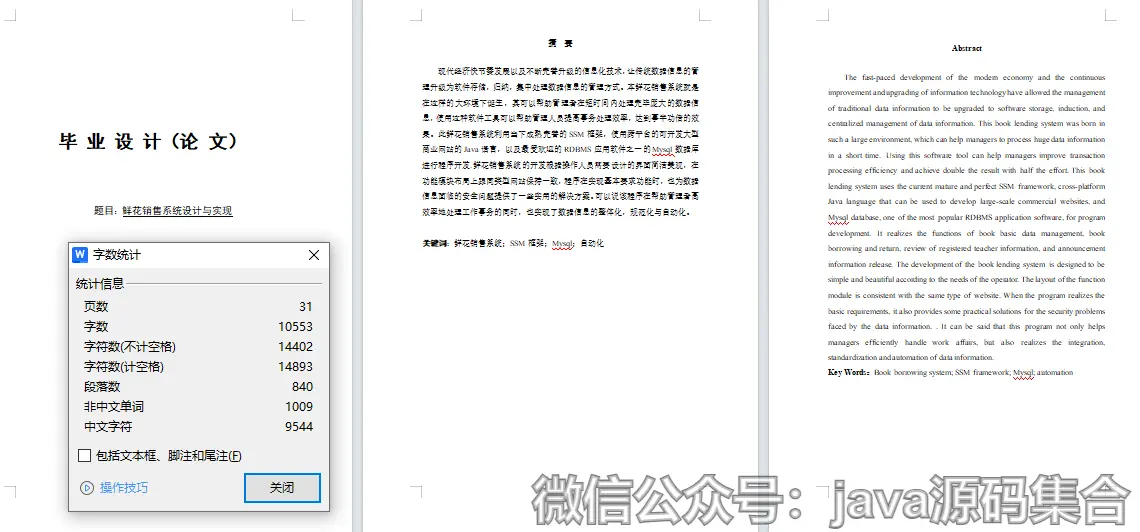 毕 业 设 计（论 文）
题目：鲜花销售系统设计与实现
字数统计
统计信息
页数 31
字数 10553
字符数(不计空格) 14402
字符数(计空格) 14893
段落数 840
非中文单词 1009
中文字符 9544
包括文本框、脚注和尾注(F)
操作技巧
关闭
摘 要
现代经济快节奏发展以及不断完善升级的信息化技术，让传统数据信息的管
理升级为软件存储，归纳，集中处理数据信息的管理方式。本鲜花销售系统就是
在这样的大环境下诞生，其可以帮助管理者在短时间内处理完毕庞大的数据信
息，使用这种软件工具可以帮助管理人员提高事务处理效率，达到事半功倍的效
果。此鲜花销售系统利用当下成熟完善的SSM 框架，使用跨平台的可开发大型
商业网站的 Java 语言，以及最受欢迎的 RDBMS 应用软件之一的 Mysql 数据库
进行程序开发.鲜花销售系统的开发根据操作人员需要设计的界面简洁美观，在
功能模块布局上跟同类型网站保持一致，程序在实现基本要求功能时，也为数据
信息面临的安全问题提供了一些实用的解决方案。可以说该程序在帮助管理者高
效率地处理工作事务的同时，也实现了数据信息的整体化，规范化与自动化。
关键词：鲜花销售系统；SSM 框架；Mysql；自动化
Abstract
The fast-paced development of the modern economy and the continuous
improvement and upgrading of information technology have allowed the management
of traditional data information to be upgraded to software storage, induction, and
centralized management of data information. This book lending system was born in
such a large environment, which can help managers to process huge data information
in a short time. Using this software tool can help managers improve transaction
processing efficiency and achieve double the result with half the effort. This book
lending system uses the current mature and perfect SSM framework, cross-platform
Java language that can be used to develop large-scale commercial websites, and
Mysql database, one of the most popular RDBMS application software, for program
development. It realizes the functions of book basic data management, book
borrowing and return, review of registered teacher information, and announcement
information release. The development of the book lending system is designed to be
simple and beautiful according to the needs of the operator. The layout of the function
module is consistent with the same type of website. When the program realizes the
basic requirements, it also provides some practical solutions for the security problems
faced by the data information. . It can be said that this program not only helps
managers efficiently handle work affairs, but also realizes the integration,
standardization and automation of data information.
Key Words：Book borrowing system; SSM framework; Mysql; automation
微信公众号：java源码集合